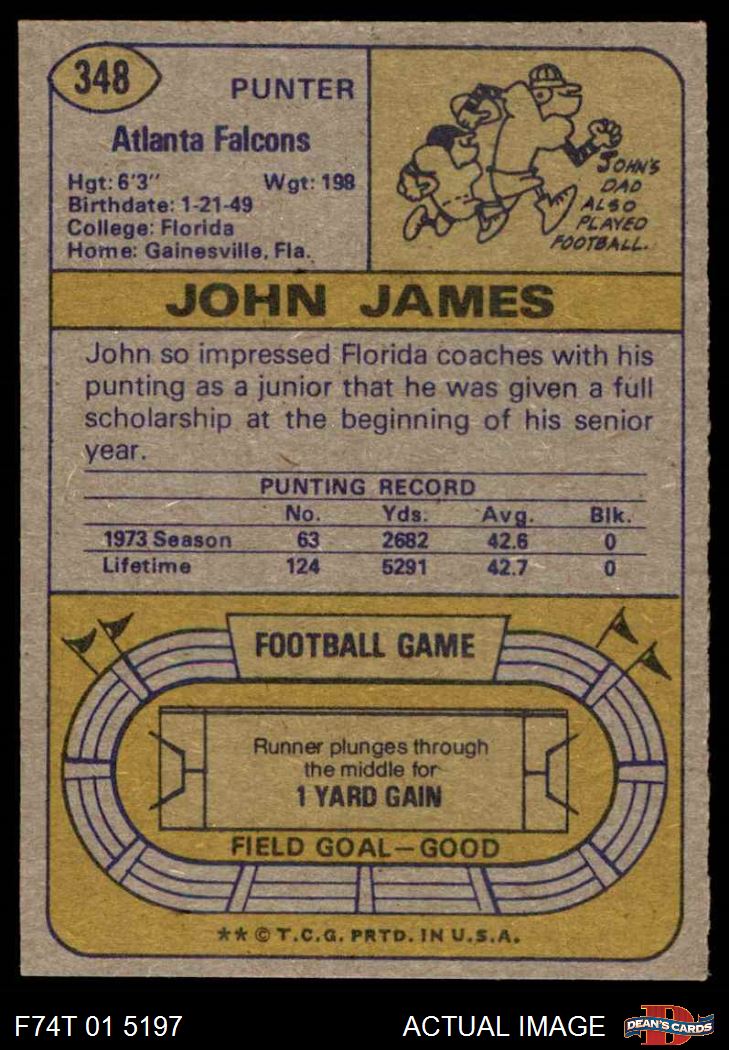 348
PUNTER
Atlanta Falcons
Hgt: 6'3" Wgt: 198
Birthdate: 1-21-49
College: Florida
Home: Gainesville, Fla.
JOHN'S
DAD
ALSO
PLAYED
FOOTBALL.
JOHN JAMES
John so impressed Florida coaches with his
punting as a junior that he was given a full
scholarship at the beginning of his senior
year.
PUNTING RECORD
No. Yds. Avg. Blk.
1973 Season 63 2682 42.6 0
Lifetime 124 5291 42.7 0
FOOTBALL GAME
Runner plunges through
the middle for
1 YARD GAIN
FIELD GOAL—GOOD
** © T.C.G. PRTD. IN U.S.A.
F74T 01 5197 ACTUAL IMAGE
D
DEAN'S CARDS